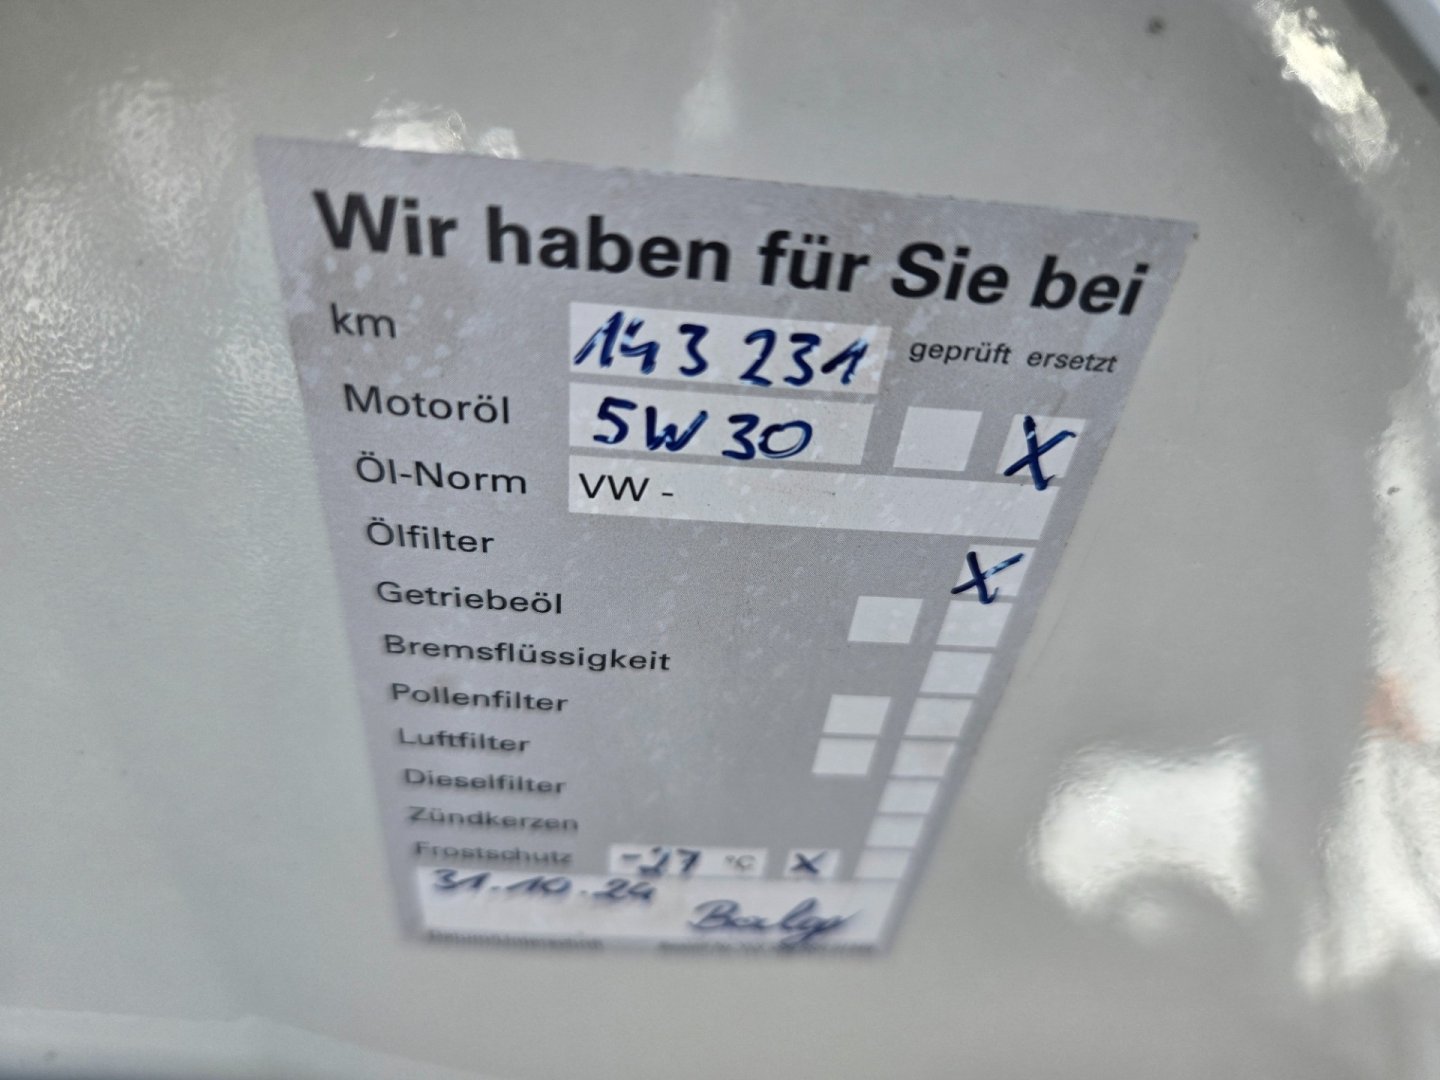 Wir haben für Sie bei
km 143 231 geprüft ersetzt
Motoröl 5W30 X
Öl-Norm VW -
Ölfilter X
Getriebeöl
Bremsflüssigkeit
Pollenfilter
Luftfilter
Dieselfilter
Zündkerzen
Frostschutz -27 °C X
31.10.24